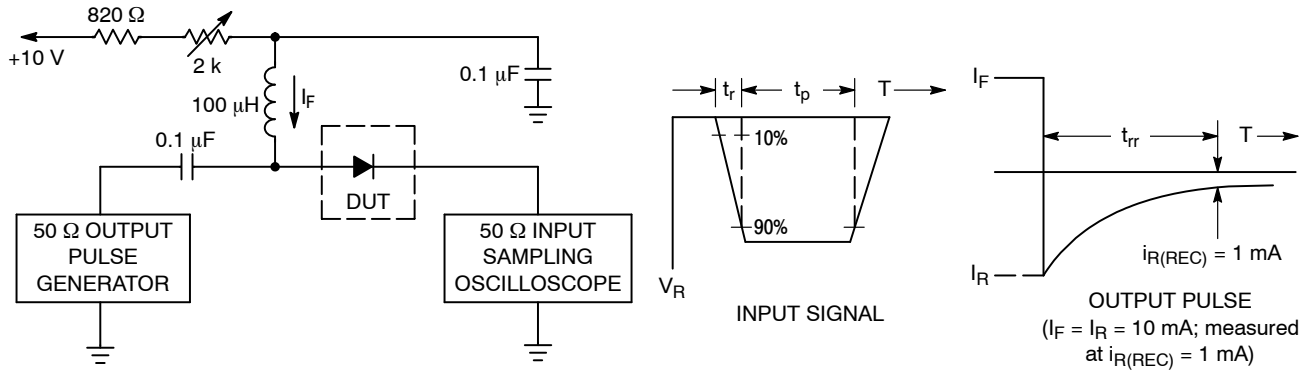 820 Ω
+10 V
2 k
100 μH
I_F
0.1 μF
0.1 μF
DUT
50 Ω OUTPUT
PULSE
GENERATOR
50 Ω INPUT
SAMPLING
OSCILLOSCOPE
t_r
t_p
T
10%
90%
V_R
INPUT SIGNAL
I_F
t_rr
T
I_R
i_R(REC) = 1 mA
OUTPUT PULSE
(I_F = I_R = 10 mA; measured
at i_R(REC) = 1 mA)